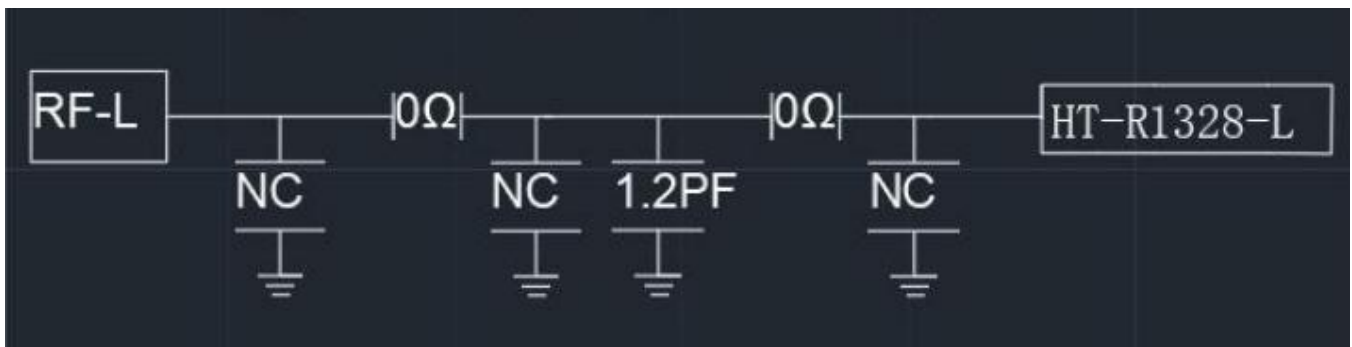 RF-L
0Ω
0Ω
HT-R1328-L
NC
NC
1.2PF
NC